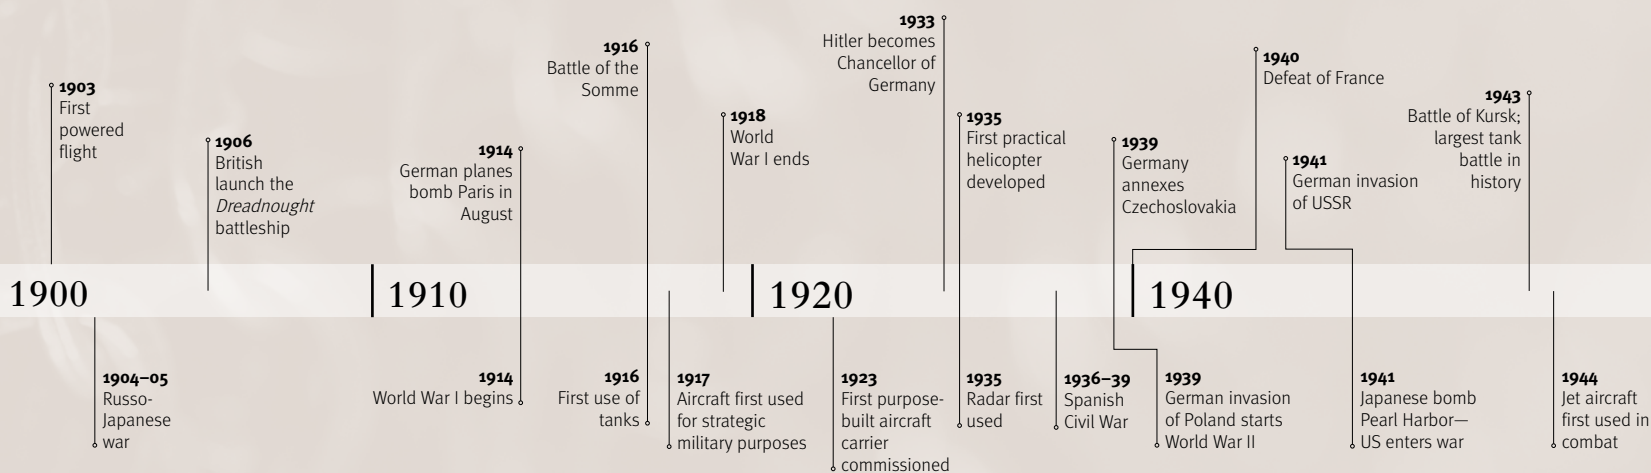 1903
First
powered
flight
1906
British
launch the
Dreadnought
battleship
1914
German planes
bomb Paris in
August
1916
Battle of the
Somme
1918
World
War I ends
1933
Hitler becomes
Chancellor of
Germany
1935
First practical
helicopter
developed
1939
Germany
annexes
Czechoslovakia
1940
Defeat of France
1941
German invasion
of USSR
1943
Battle of Kursk;
largest tank
battle in
history
1900
1910
1920
1940
1904–05
Russo-
Japanese
war
1914
World War I begins
1916
First use of
tanks
1917
Aircraft first used
for strategic
military purposes
1923
First purpose-
built aircraft
carrier
commissioned
1935
Radar first
used
1936–39
Spanish
Civil War
1939
German invasion
of Poland starts
World War II
1941
Japanese bomb
Pearl Harbor—
US enters war
1944
Jet aircraft
first used in
combat